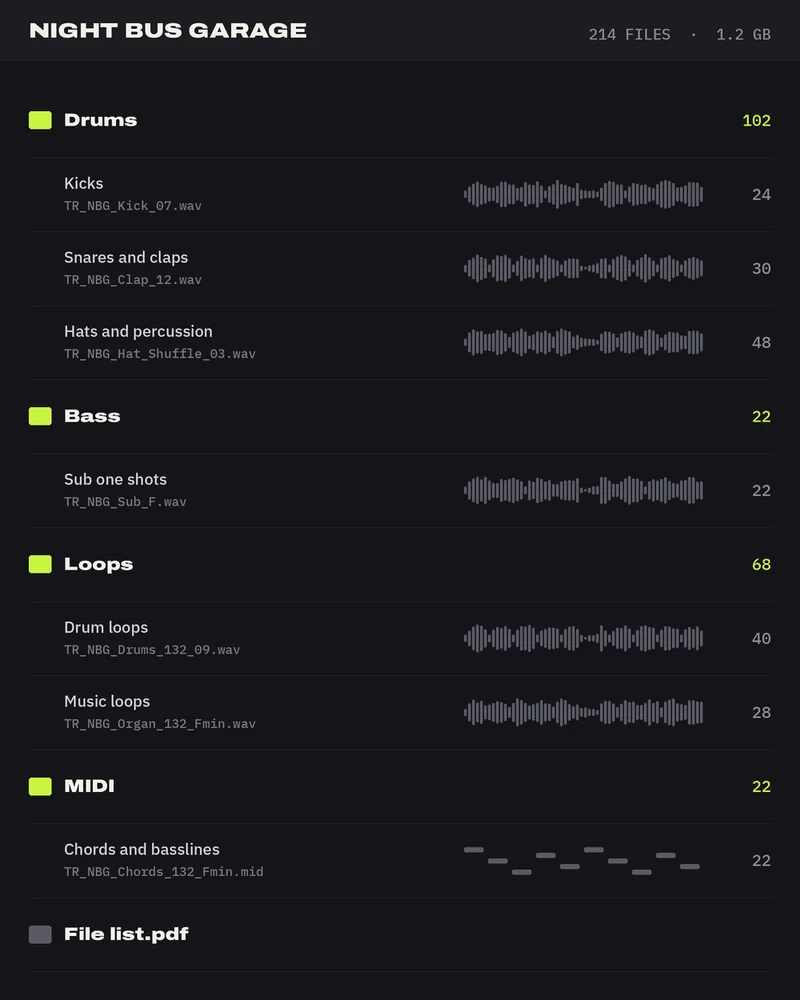 NIGHT BUS GARAGE
214 FILES · 1.2 GB
Drums 102
Kicks
TR_NBG_Kick_07.wav
24
Snares and claps
TR_NBG_Clap_12.wav
30
Hats and percussion
TR_NBG_Hat_Shuffle_03.wav
48
Bass 22
Sub one shots
TR_NBG_Sub_F.wav
22
Loops 68
Drum loops
TR_NBG_Drums_132_09.wav
40
Music loops
TR_NBG_Organ_132_Fmin.wav
28
MIDI 22
Chords and basslines
TR_NBG_Chords_132_Fmin.mid
22
File list.pdf